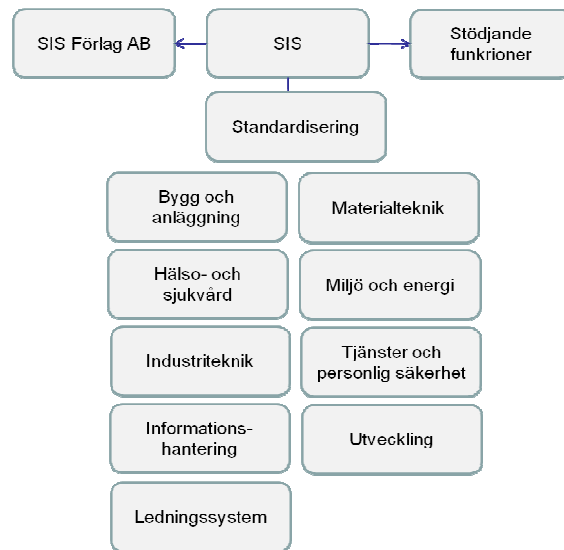 SIS Förlag AB
SIS
Stödjande
funkrioner
Standardisering
Bygg och
anläggning
Materialteknik
Hälso- och
sjukvård
Miljö och energi
Industriteknik
Tjänster och
personlig säkerhet
Informations-
hantering
Utveckling
Ledningssystem